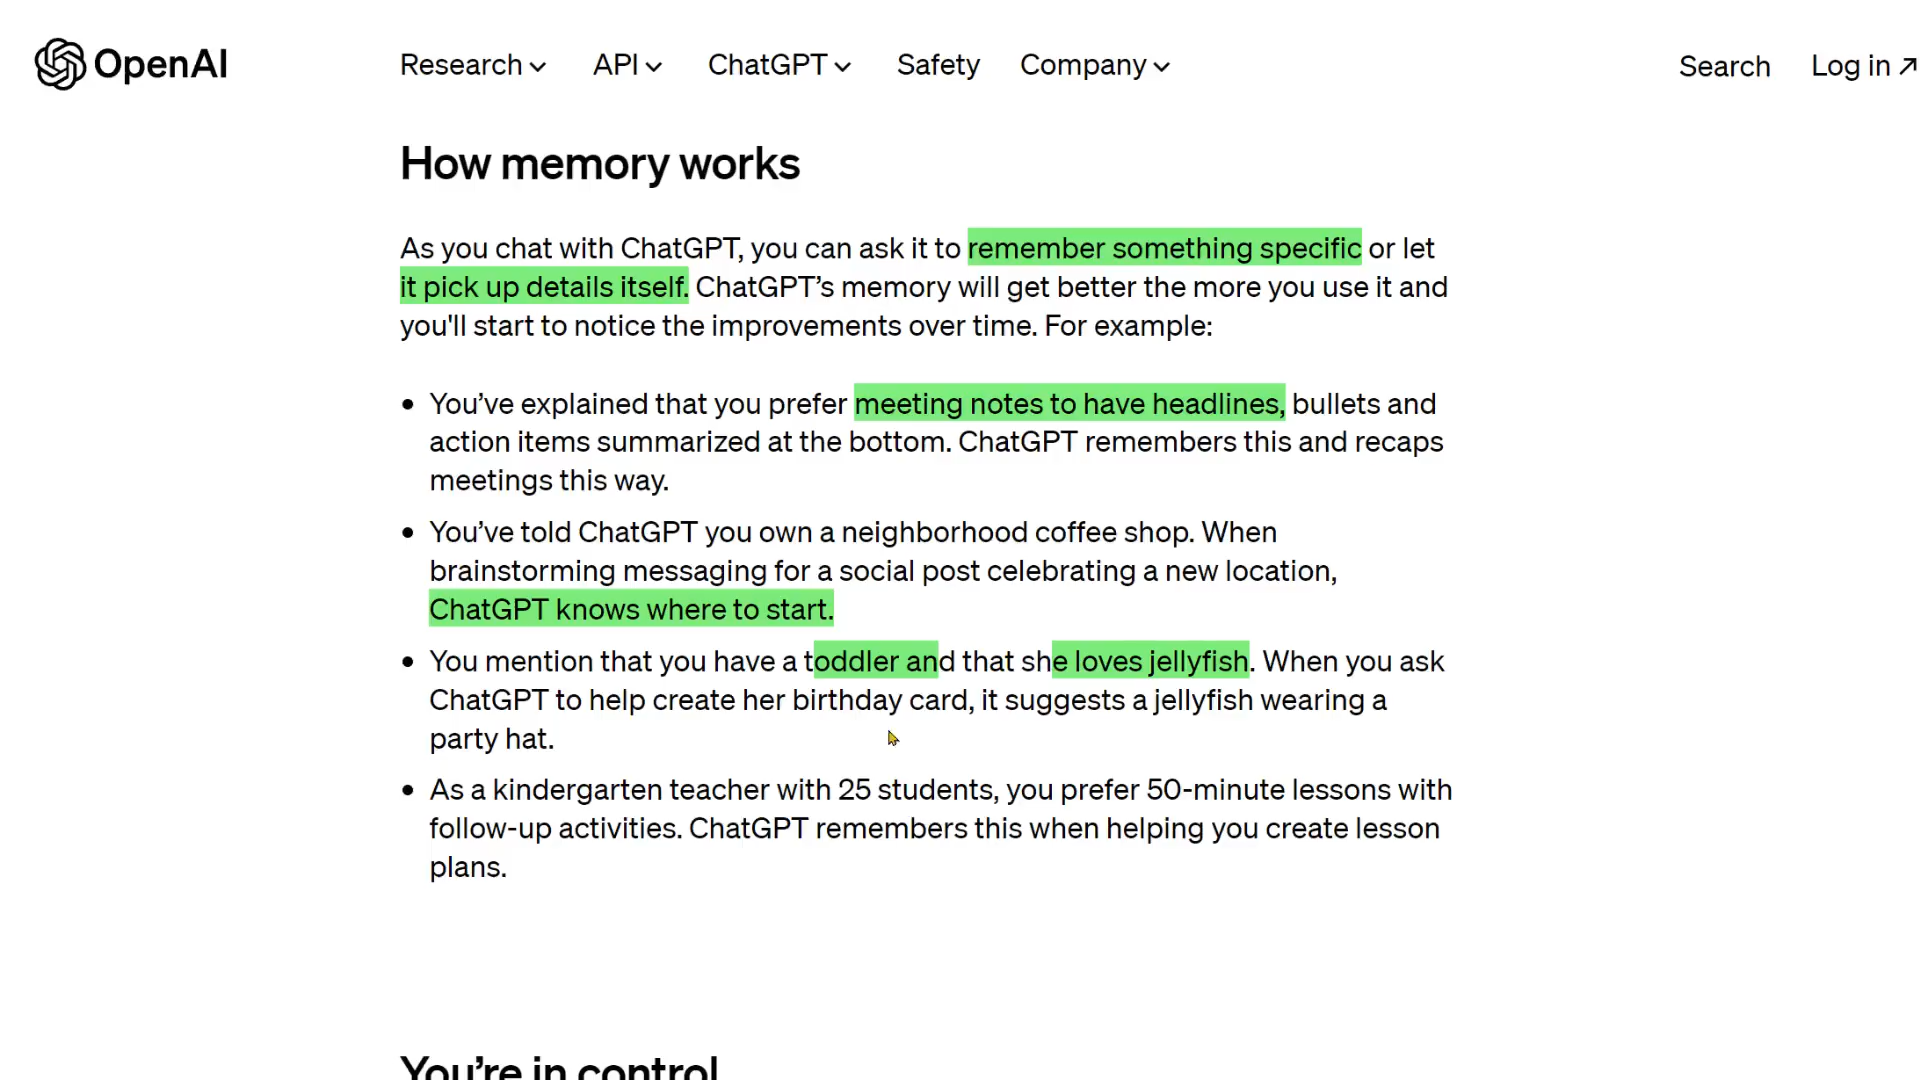 OpenAI
Research
API
ChatGPT
Safety
Company
Search
Log in
How memory works
As you chat with ChatGPT, you can ask it to remember something specific or let
it pick up details itself. ChatGPT’s memory will get better the more you use it and
you'll start to notice the improvements over time. For example:
You’ve explained that you prefer meeting notes to have headlines, bullets and
action items summarized at the bottom. ChatGPT remembers this and recaps
meetings this way.
You’ve told ChatGPT you own a neighborhood coffee shop. When
brainstorming messaging for a social post celebrating a new location,
ChatGPT knows where to start.
You mention that you have a toddler and that she loves jellyfish. When you ask
ChatGPT to help create her birthday card, it suggests a jellyfish wearing a
party hat.
As a kindergarten teacher with 25 students, you prefer 50-minute lessons with
follow-up activities. ChatGPT remembers this when helping you create lesson
plans.
You’re in control